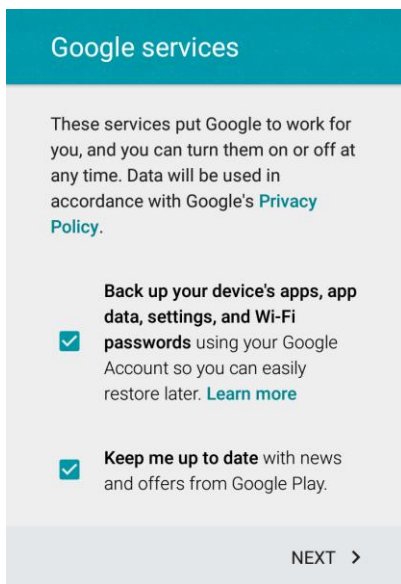 Google services
These services put Google to work for
you, and you can turn them on or off at
any time. Data will be used in
accordance with Google's Privacy
Policy.
Back up your device's apps, app
data, settings, and Wi-Fi
passwords using your Google
Account so you can easily
restore later. Learn more
Keep me up to date with news
and offers from Google Play.
NEXT